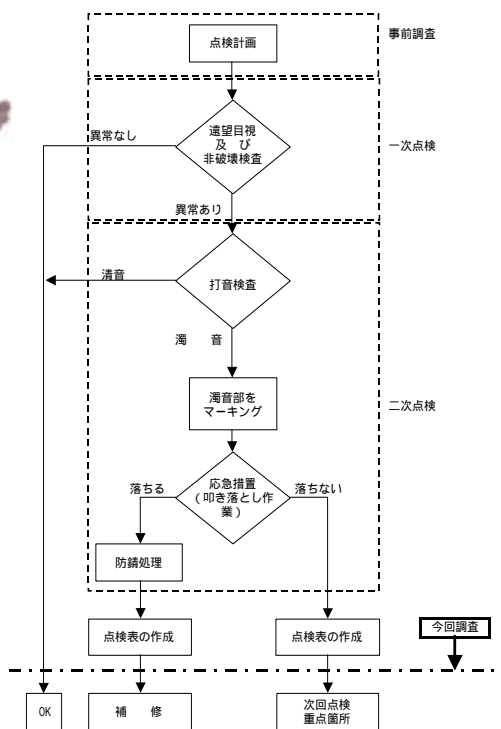 点検計画
事前調査
遠望目視
及 び
非破壊検査
一次点検
異常なし
異常あり
打音検査
清音
濁 音
濁音部を
マーキング
二次点検
応急措置
(叩き落とし作
業)
落ちる
落ちない
防錆処理
点検表の作成
点検表の作成
今回調査
OK
補 修
次回点検
重点箇所